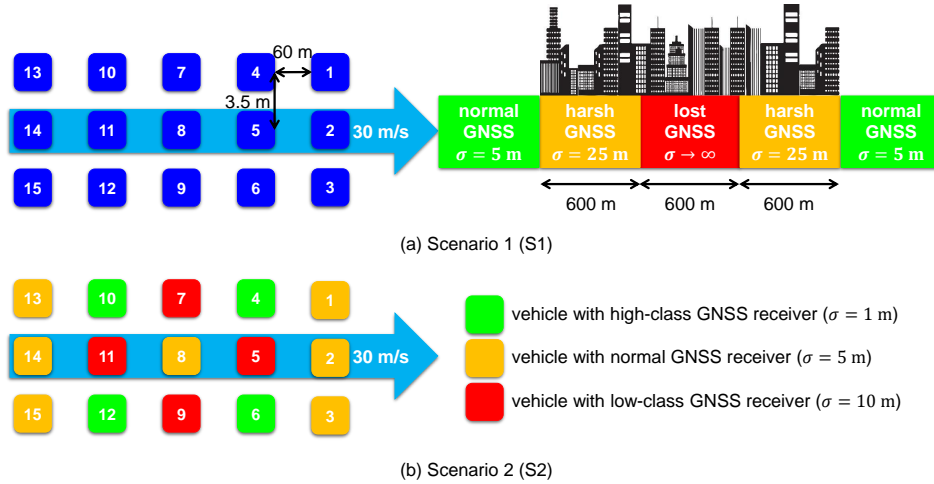 60 m
13 10 7 4 1
3.5 m
14 11 8 5 2 30 m/s
15 12 9 6 3
normal GNSS σ = 5 m
harsh GNSS σ = 25 m
lost GNSS σ → ∞
harsh GNSS σ = 25 m
normal GNSS σ = 5 m
600 m 600 m 600 m
(a) Scenario 1 (S1)
13 10 7 4 1
14 11 8 5 2 30 m/s
15 12 9 6 3
vehicle with high-class GNSS receiver (σ = 1 m)
vehicle with normal GNSS receiver (σ = 5 m)
vehicle with low-class GNSS receiver (σ = 10 m)
(b) Scenario 2 (S2)